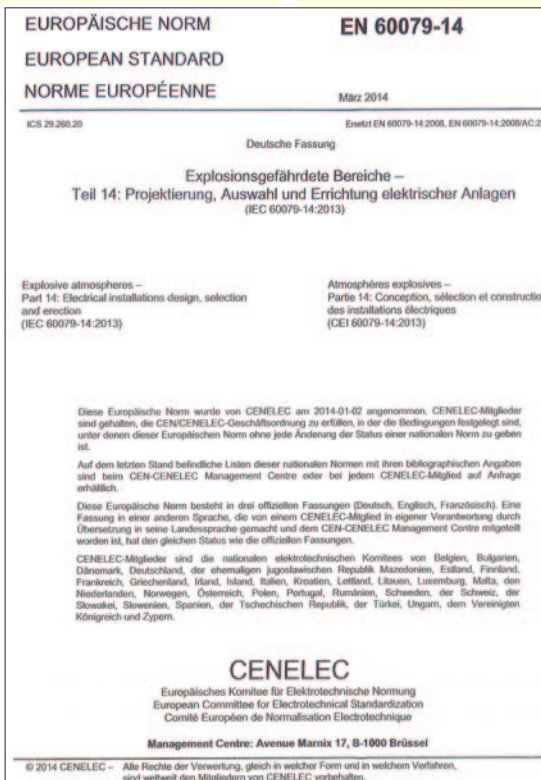 EUROPÄISCHE NORM
EN 60079-14
EUROPEAN STANDARD
NORME EUROPÉENNE
März 2014
ICS 29.260.20
Ersetzt EN 60079-14:2008, EN 60079-14:2008/AC:2
Deutsche Fassung
Explosionsgefährdete Bereiche –
Teil 14: Projektierung, Auswahl und Errichtung elektrischer Anlagen
(IEC 60079-14:2013)
Explosive atmospheres –
Part 14: Electrical installations design, selection
and erection
(IEC 60079-14:2013)
Atmosphères explosives –
Partie 14: Conception, sélection et constructio
des installations électriques
(CEI 60079-14:2013)
Diese Europäische Norm wurde von CENELEC am 2014-01-02 angenommen. CENELEC-Mitglieder
sind gehalten, die CEN/CENELEC-Geschäftsordnung zu erfüllen, in der die Bedingungen festgelegt sind,
unter denen dieser Europäischen Norm ohne jede Änderung der Status einer nationalen Norm zu geben
ist.
Auf dem letzten Stand befindliche Listen dieser nationalen Normen mit ihren bibliographischen Angaben
sind beim CEN-CENELEC Management Centre oder bei jedem CENELEC-Mitglied auf Anfrage
erhältlich.
Diese Europäische Norm besteht in drei offiziellen Fassungen (Deutsch, Englisch, Französisch). Eine
Fassung in einer anderen Sprache, die von einem CENELEC-Mitglied in eigener Verantwortung durch
Übersetzung in seine Landessprache gemacht und dem CEN-CENELEC Management Centre mitgeteilt
worden ist, hat den gleichen Status wie die offiziellen Fassungen.
CENELEC-Mitglieder sind die nationalen elektrotechnischen Komitees von Belgien, Bulgarien,
Dänemark, Deutschland, der ehemaligen jugoslawischen Republik Mazedonien, Estland, Finnland,
Frankreich, Griechenland, Irland, Island, Italien, Kroatien, Lettland, Litauen, Luxemburg, Malta, den
Niederlanden, Norwegen, Österreich, Polen, Portugal, Rumänien, Schweden, der Schweiz, der
Slowakei, Slowenien, Spanien, der Tschechischen Republik, der Türkei, Ungarn, dem Vereinigten
Königreich und Zypern.
CENELEC
Europäisches Komitee für Elektrotechnische Normung
European Committee for Electrotechnical Standardization
Comité Européen de Normalisation Electrotechnique
Management Centre: Avenue Marnix 17, B-1000 Brüssel
© 2014 CENELEC – Alle Rechte der Verwertung, gleich in welcher Form und in welchem Verfahren,
sind weltweit den Mitgliedern von CENELEC vorbehalten.